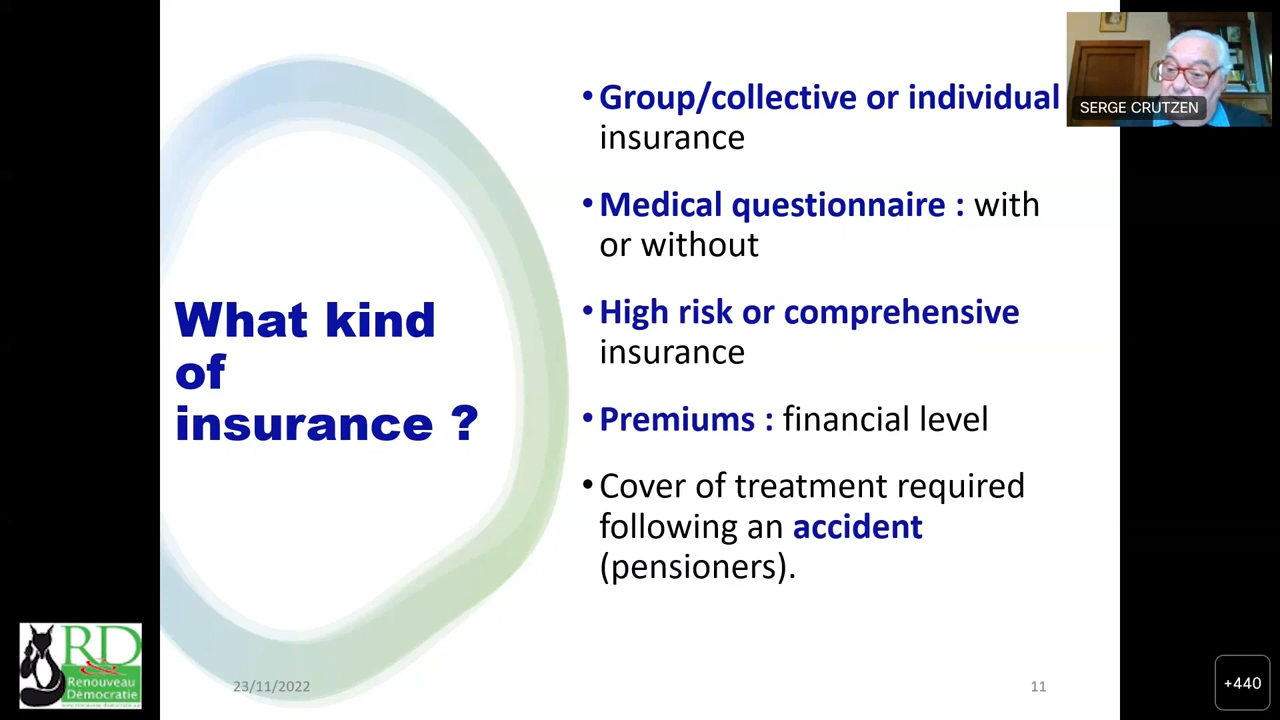 What kind
of
insurance ?
•Group/collective or individual
insurance
•Medical questionnaire : with
or without
•High risk or comprehensive
insurance
•Premiums : financial level
•Cover of treatment required
following an accident
(pensioners).
SERGE CRUTZEN
RD
Renouveau
Démocratie
23/11/2022
11
+440